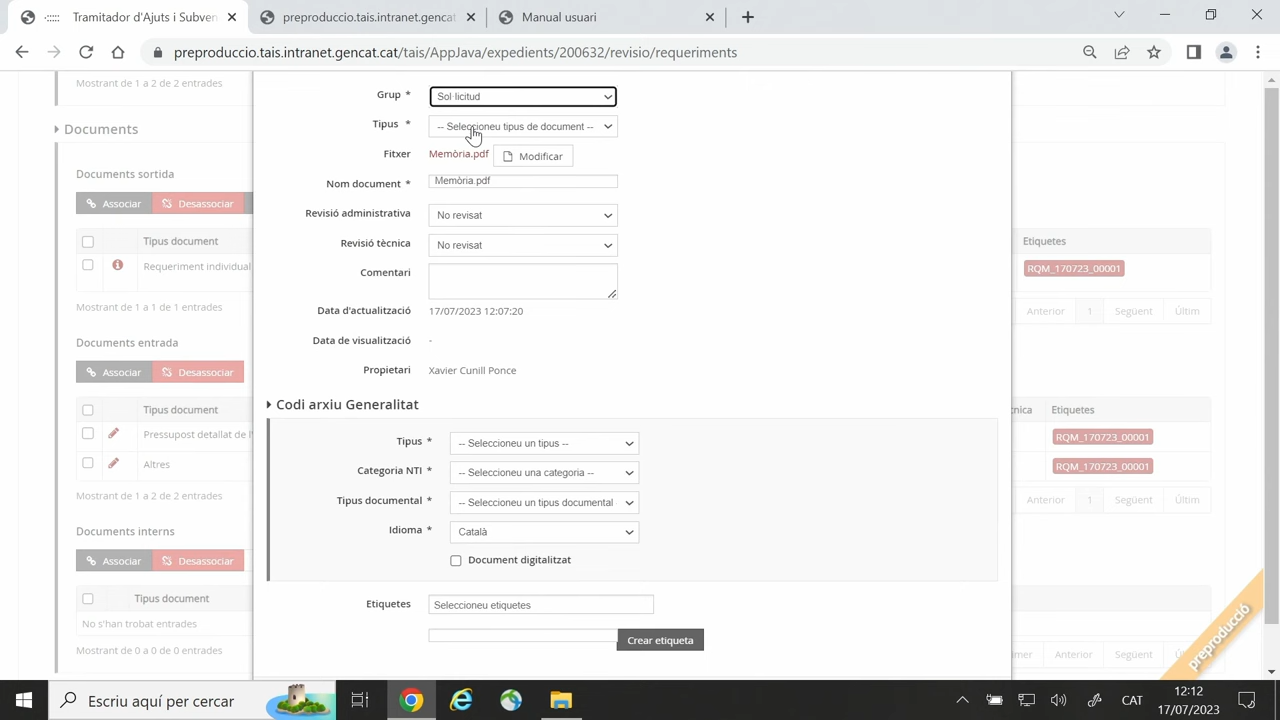 Tramitador d'Ajuts i Subven
preproduccio.tais.intranet.gencat
Manual usuari
preproduccio.tais.intranet.gencat.cat/tais/AppJava/expedients/200632/revisio/requeriments
Mostrant de 1 a 2 de 2 entrades
Documents
Documents sortida
Associar
Desassociar
Tipus document
Etiquetes
Requeriment individual
RQM_170723_00001
Mostrant de 1 a 1 de 1 entrades
Anterior 1 Següent Últim
Documents entrada
Associar
Desassociar
Tipus document
Etiquetes
Pressupost detallat de l'
RQM_170723_00001
Altres
RQM_170723_00001
Mostrant de 1 a 2 de 2 entrades
Anterior 1 Següent Últim
Documents interns
Associar
Desassociar
Tipus document
No s'han trobat entrades
Mostrant de 0 a 0 de 0 entrades
Anterior Següent
Grup * Sol·licitud
Tipus * -- Seleccioneu tipus de document --
Fitxer Memòria.pdf Modificar
Nom document * Memòria.pdf
Revisió administrativa No revisat
Revisió tècnica No revisat
Comentari
Data d'actualització 17/07/2023 12:07:20
Data de visualització -
Propietari Xavier Cunill Ponce
Codi arxiu Generalitat
Tipus * -- Seleccioneu un tipus --
Categoria NTI * -- Seleccioneu una categoria --
Tipus documental * -- Seleccioneu un tipus documental
Idioma * Català
Document digitalitzat
Etiquetes Seleccioneu etiquetes
Crear etiqueta
preproducció
Escriu aquí per cercar
CAT
12:12
17/07/2023